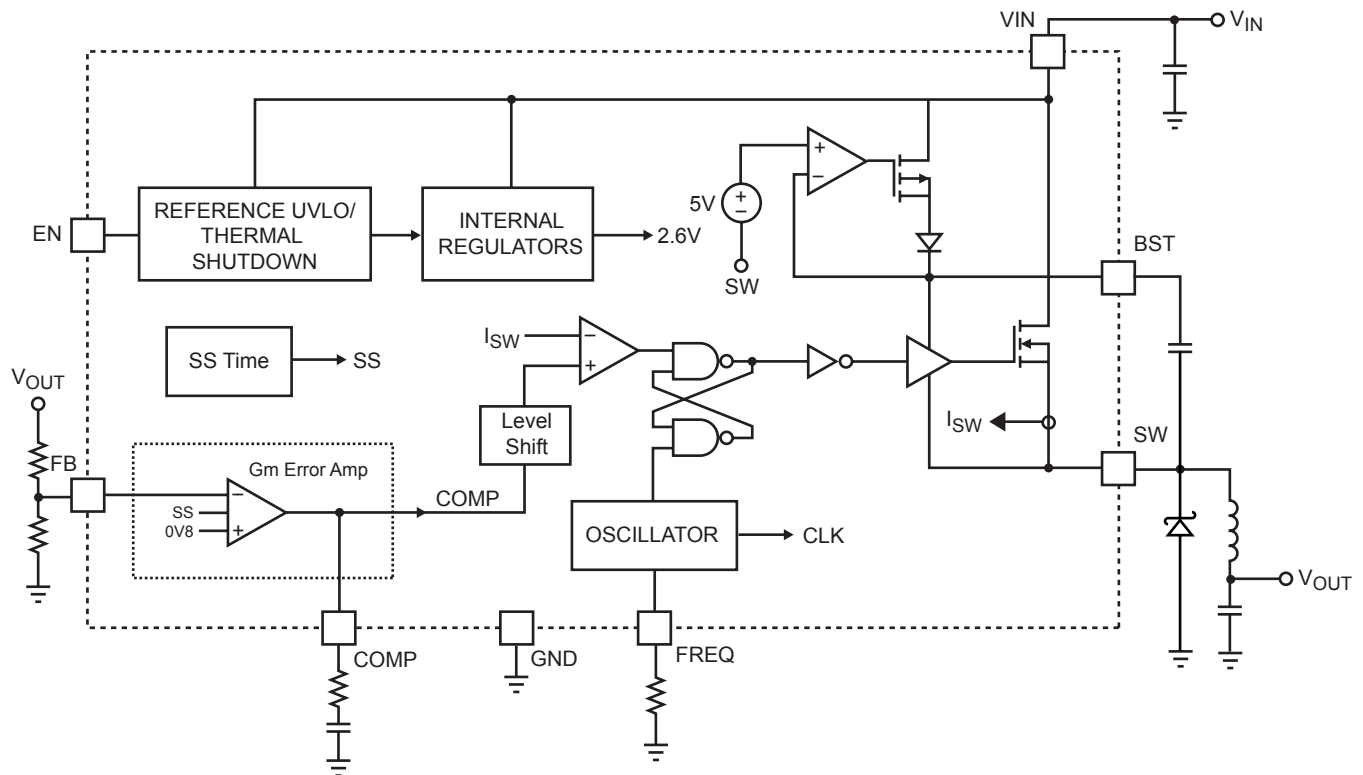 VIN
V_IN
EN
REFERENCE UVLO/
THERMAL
SHUTDOWN
INTERNAL
REGULATORS
2.6V
5V
+
−
SW
+
−
BST
SS Time
SS
I_SW
−
+
Level
Shift
I_SW
SW
V_OUT
FB
Gm Error Amp
−
SS
0V8
+
COMP
OSCILLATOR
CLK
V_OUT
COMP
GND
FREQ